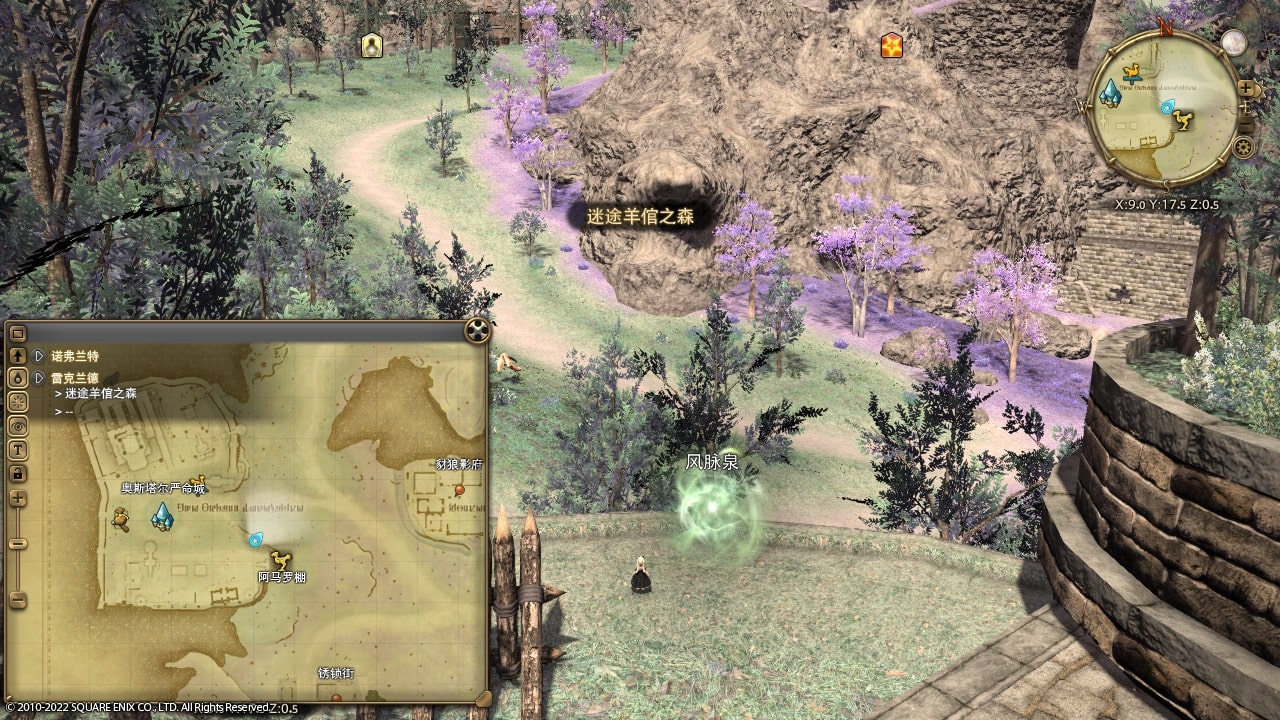 N
W
X:9.0 Y:17.5 Z:0.5
迷途羊倌之森
诺弗兰特
雷克兰德
> 迷途羊倌之森
> --
T
豺狼影府
奥斯塔尔严命城
风脉泉
阿马罗棚
锈锁街
© 2010-2022 SQUARE ENIX CO., LTD. All Rights Reserved.
Z:0.5